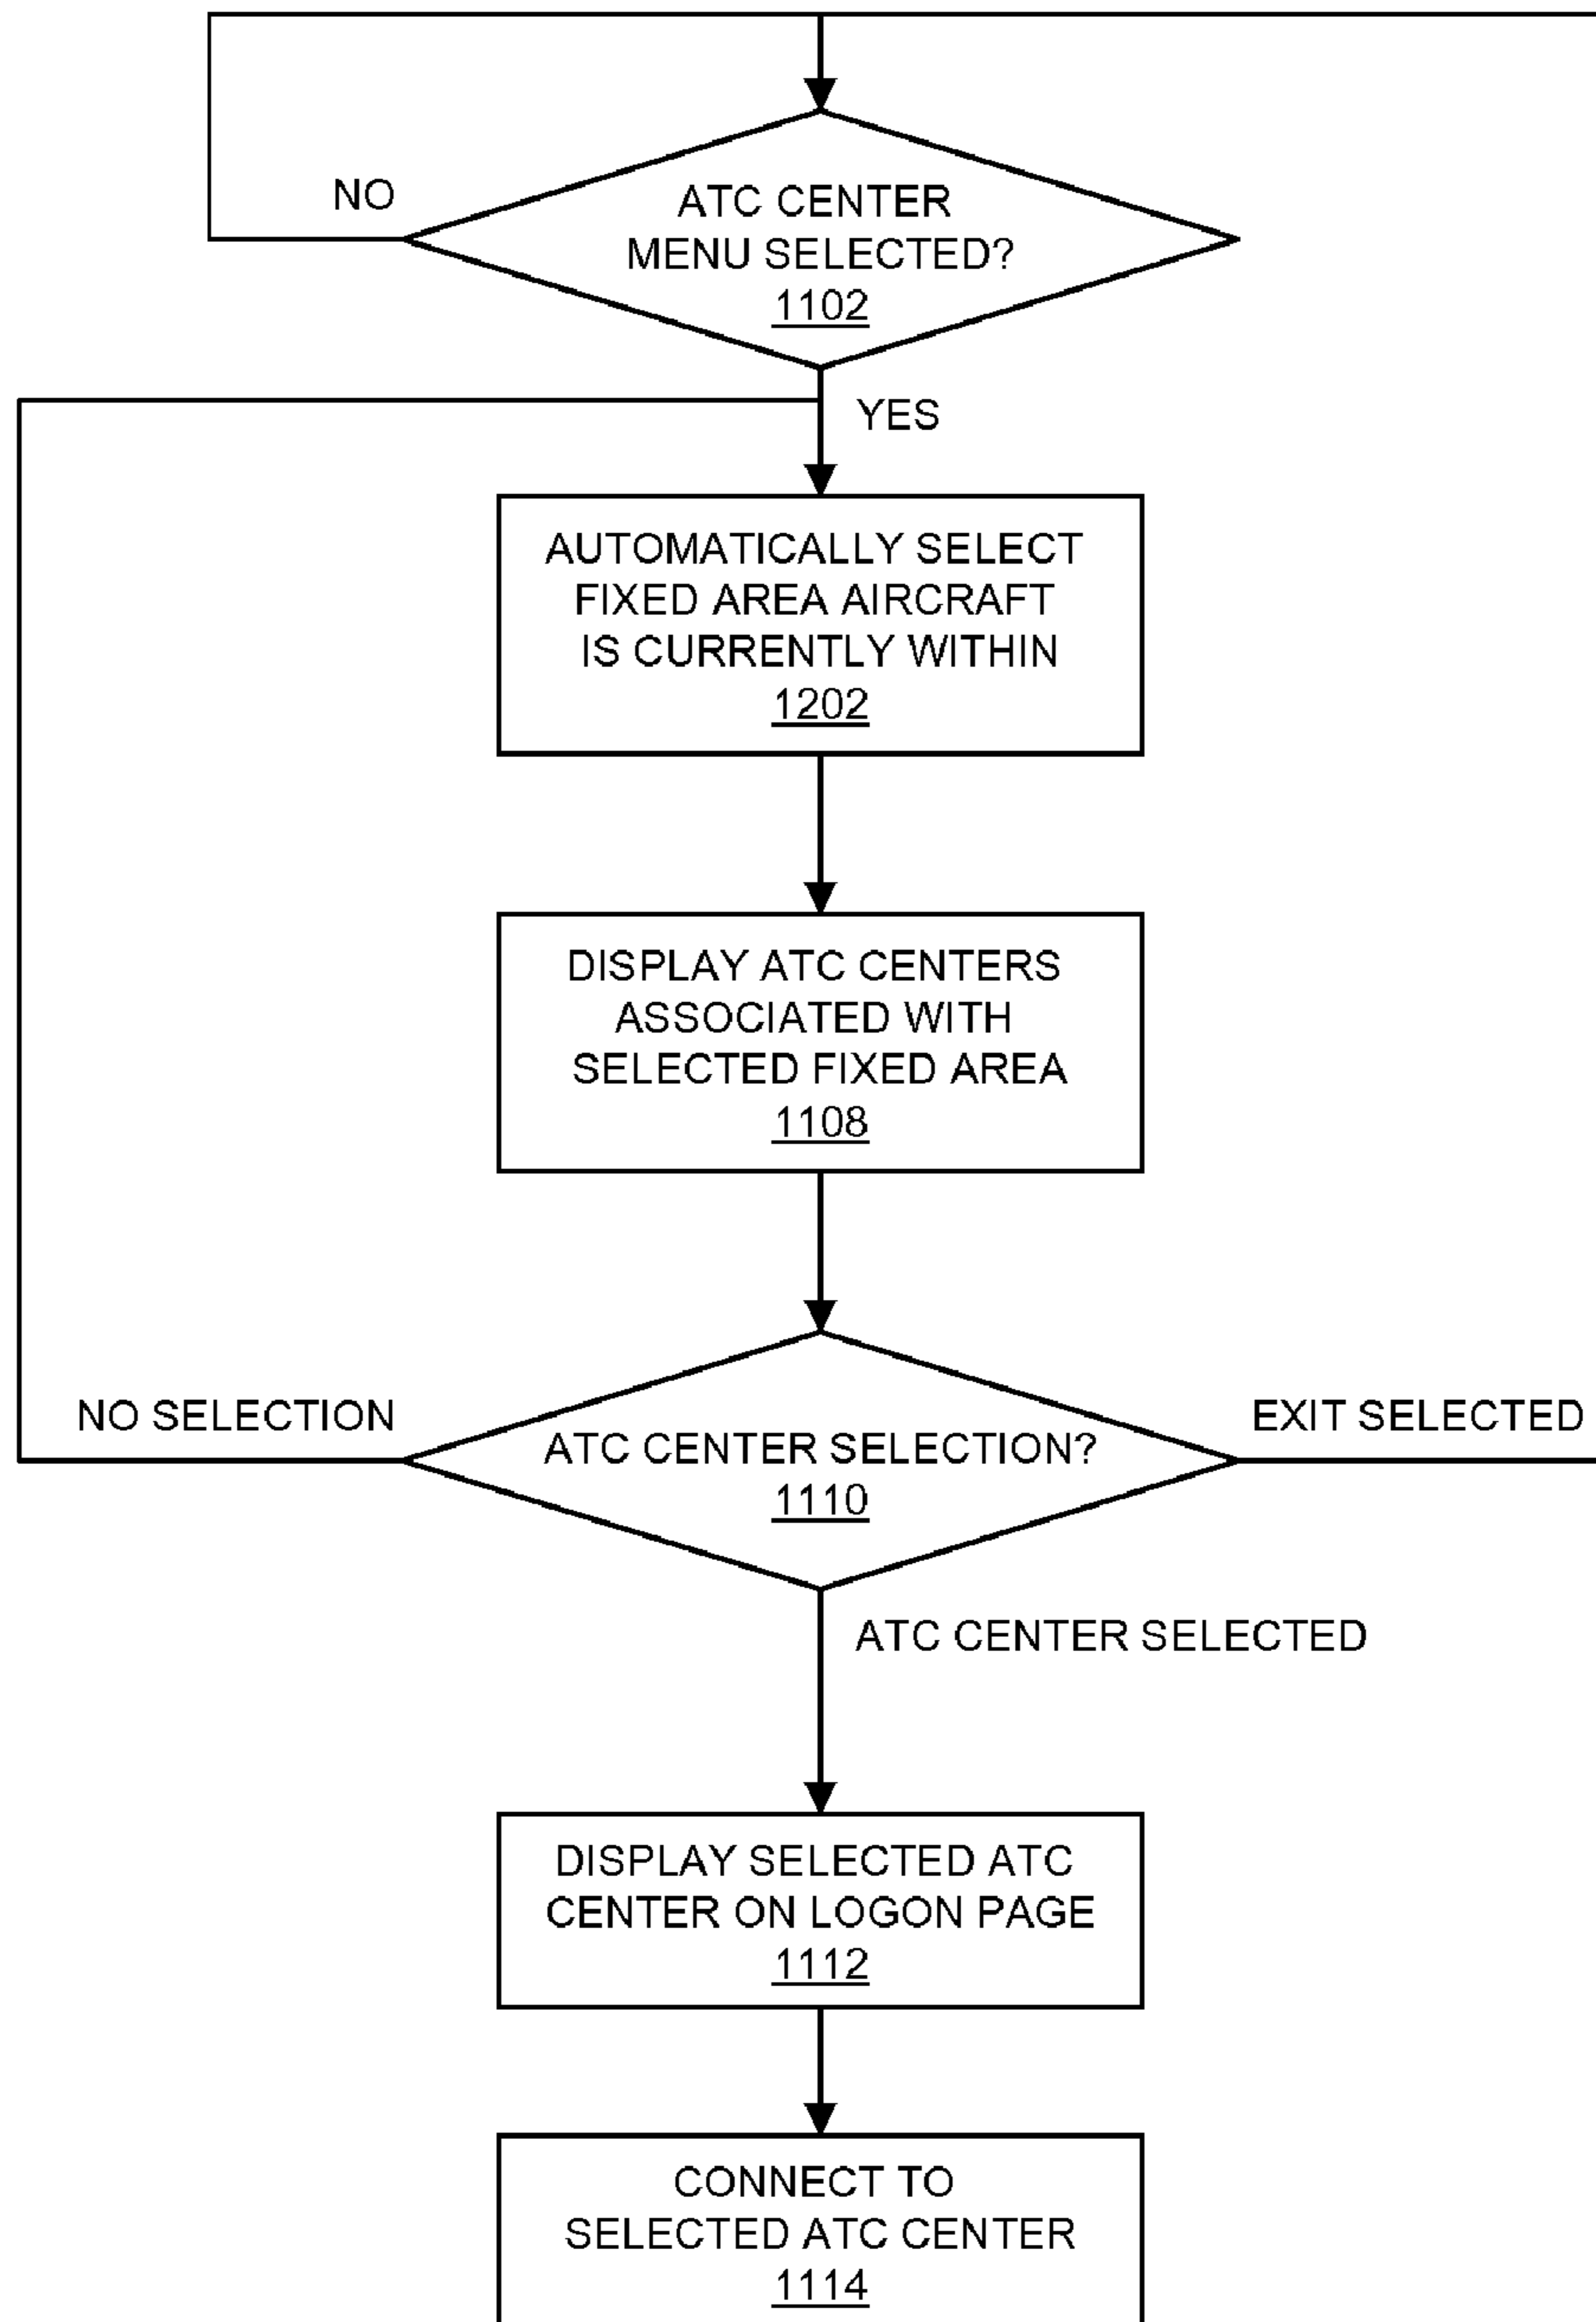 NO
ATC CENTER
MENU SELECTED?
1102
YES
AUTOMATICALLY SELECT
FIXED AREA AIRCRAFT
IS CURRENTLY WITHIN
1202
DISPLAY ATC CENTERS
ASSOCIATED WITH
SELECTED FIXED AREA
1108
NO SELECTION
EXIT SELECTED
ATC CENTER SELECTION?
1110
ATC CENTER SELECTED
DISPLAY SELECTED ATC
CENTER ON LOGON PAGE
1112
CONNECT TO
SELECTED ATC CENTER
1114